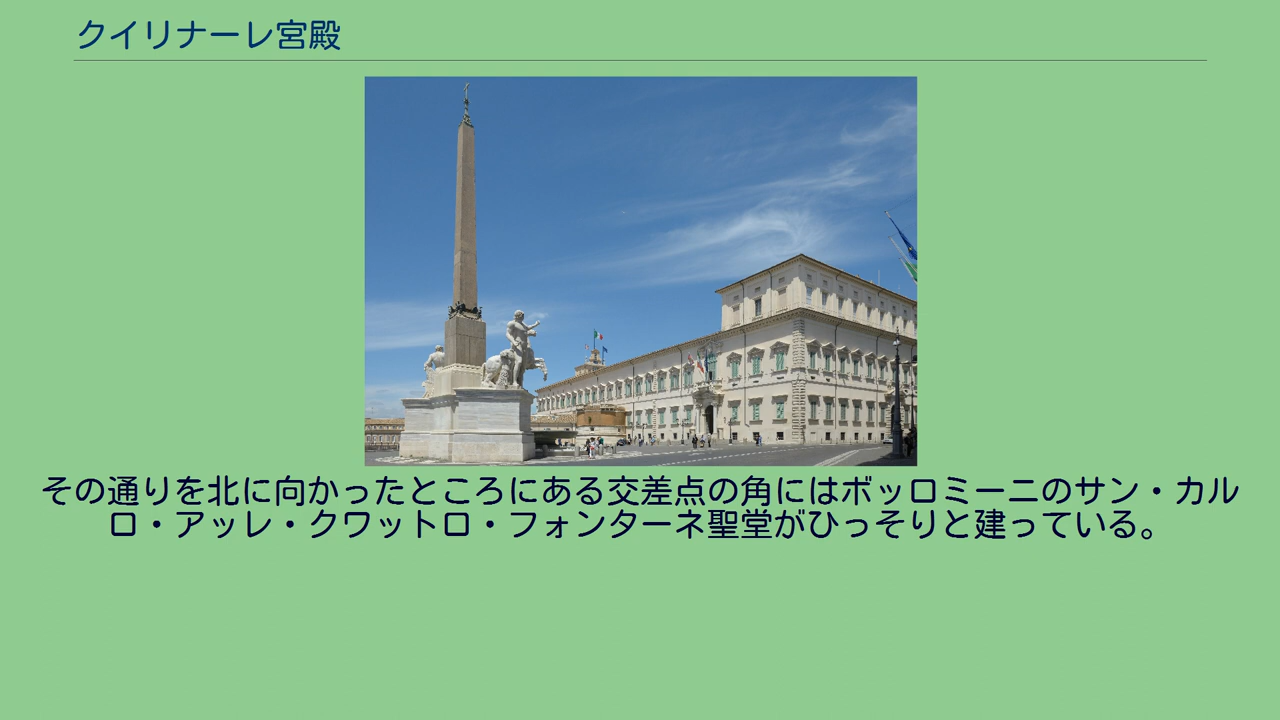 クイリナーレ宮殿
その通りを北に向かったところにある交差点の角にはボッロミーニのサン・カル
ロ・アッレ・クワットロ・フォンターネ聖堂がひっそりと建っている。